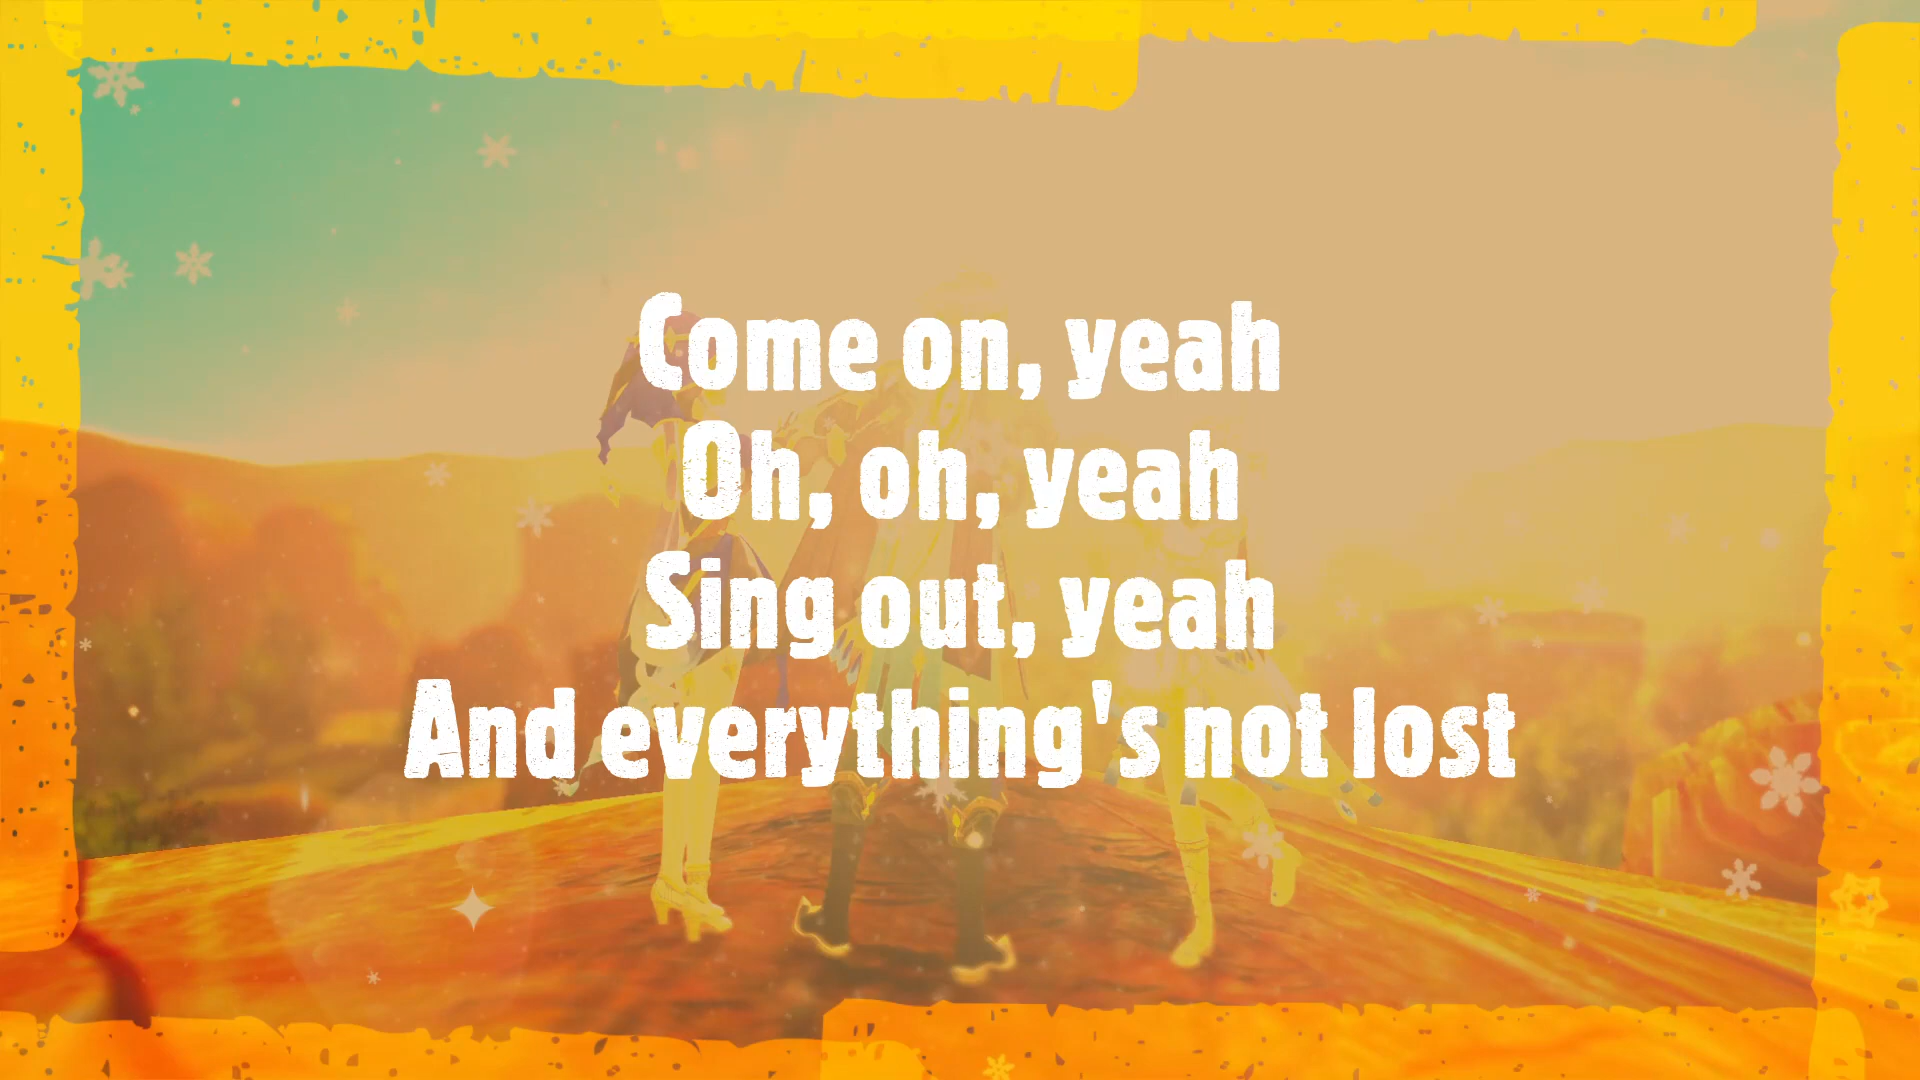 Come on, yeah
Oh, oh, yeah
Sing out, yeah
And everything's not lost